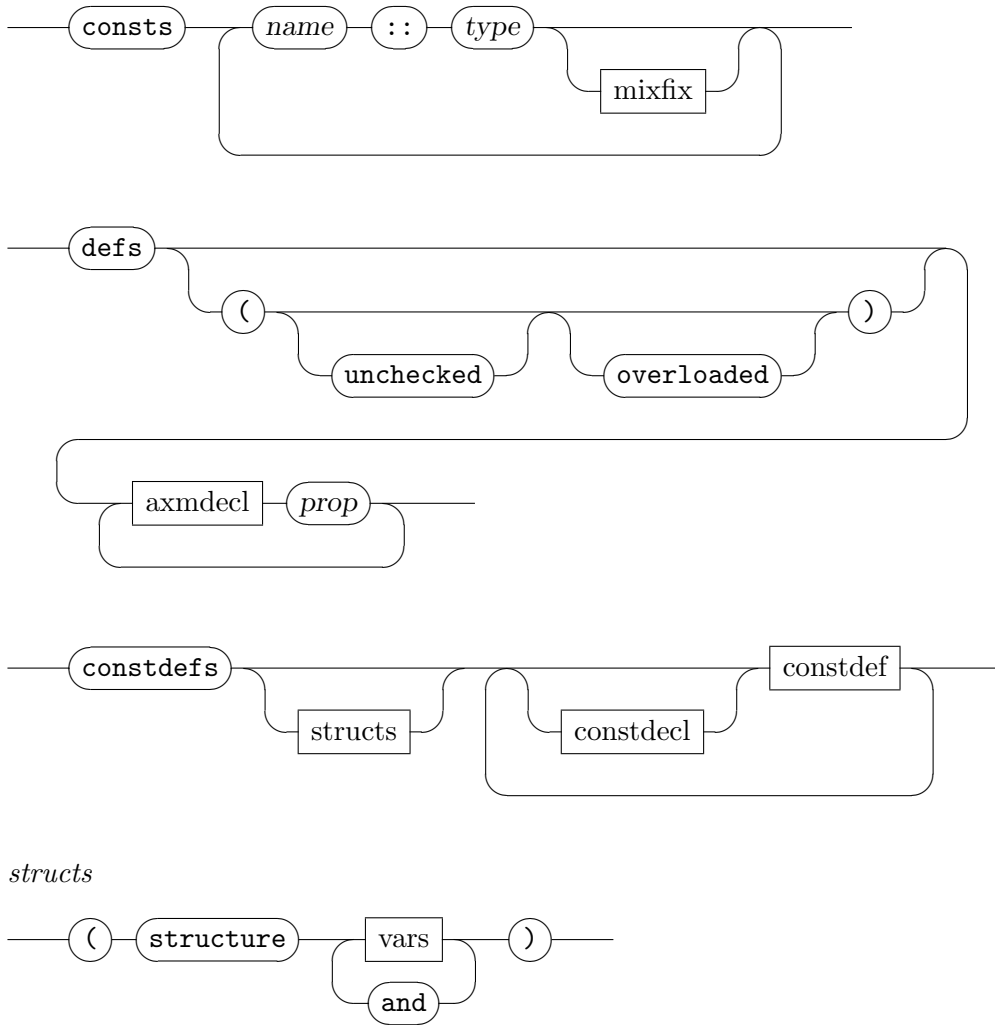 consts name :: type
mixfix
defs
( )
unchecked overloaded
axmdecl prop
constdefs constdef
structs constdecl
structs
( structure vars )
and